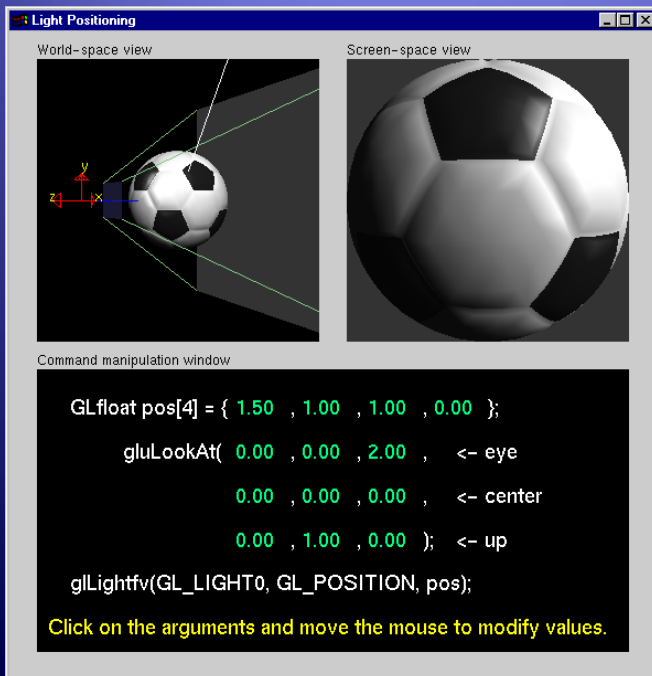 Light Positioning
World-space view
Screen-space view
y
z
x
Command manipulation window
GLfloat pos[4] = { 1.50 , 1.00 , 1.00 , 0.00 };
gluLookAt( 0.00 , 0.00 , 2.00 , <- eye
0.00 , 0.00 , 0.00 , <- center
0.00 , 1.00 , 0.00 ); <- up
glLightfv(GL_LIGHT0, GL_POSITION, pos);
Click on the arguments and move the mouse to modify values.